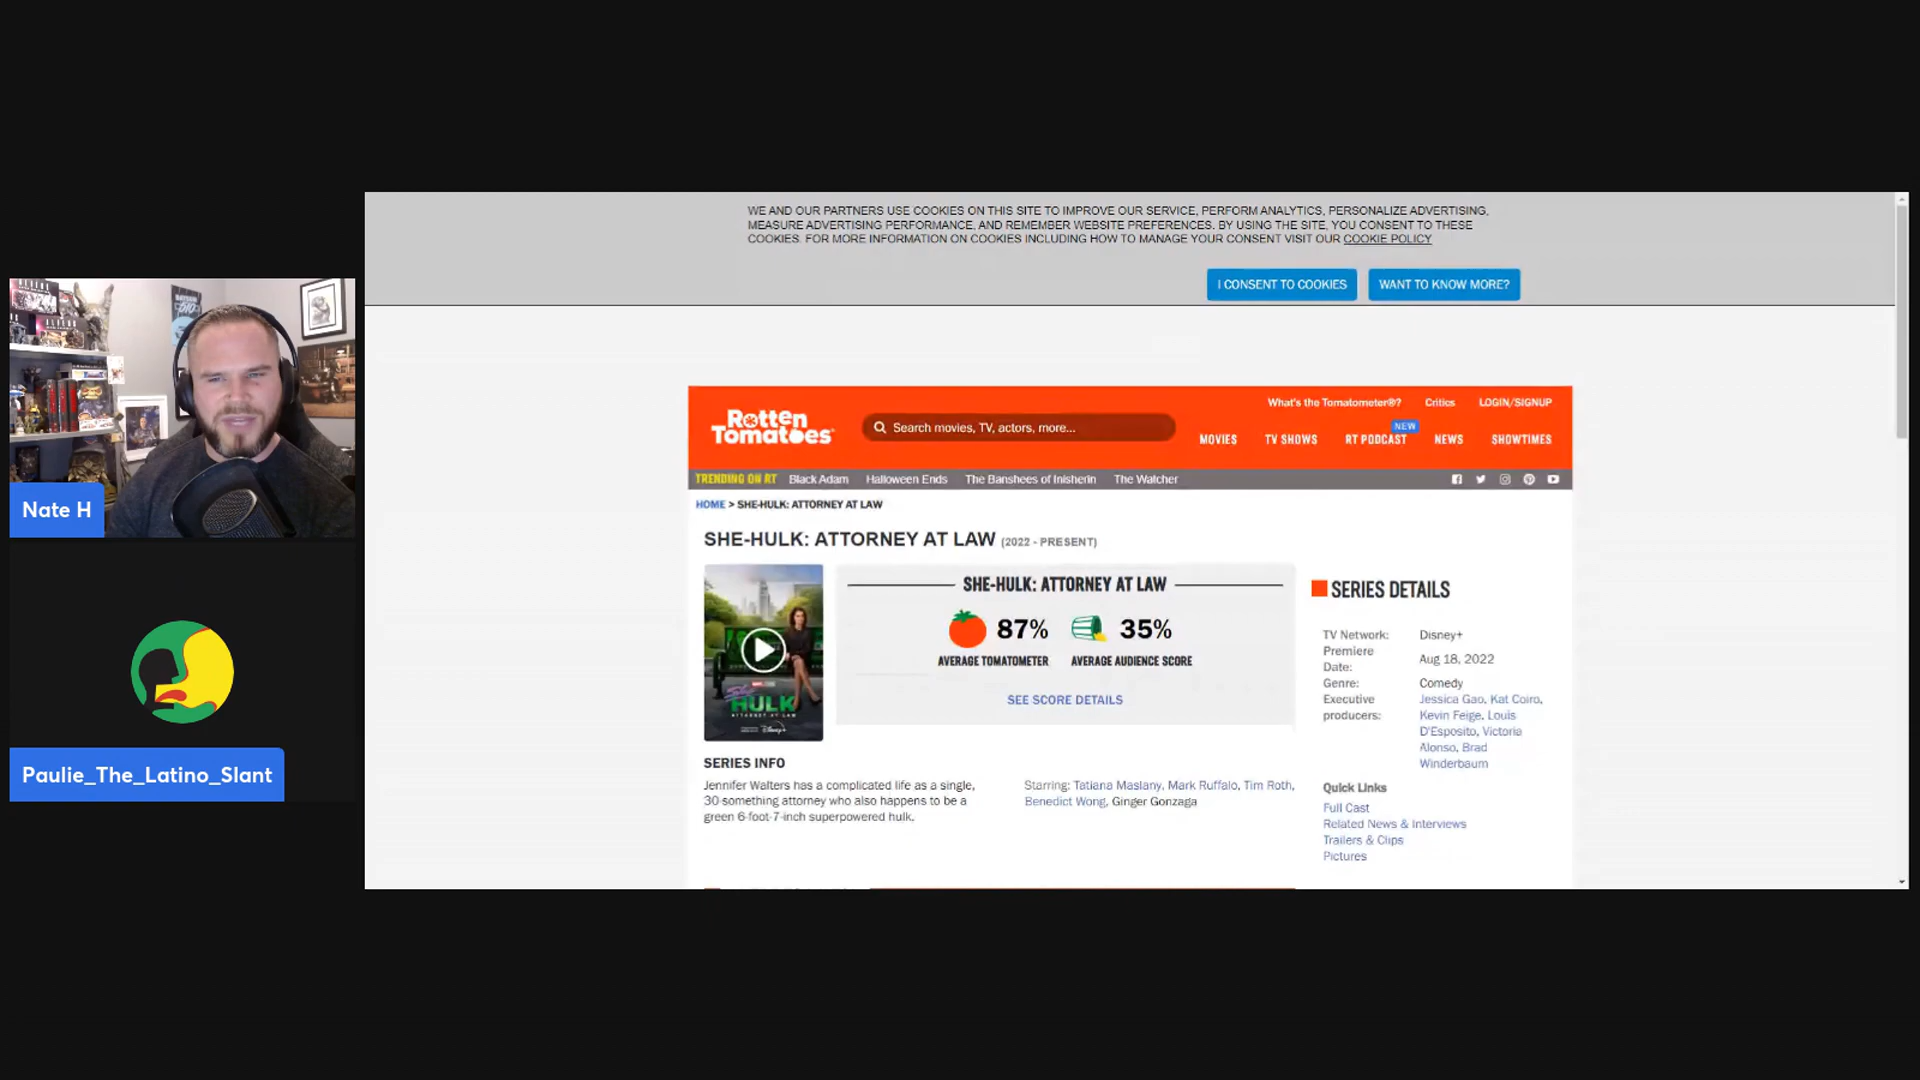 WE AND OUR PARTNERS USE COOKIES ON THIS SITE TO IMPROVE OUR SERVICE, PERFORM ANALYTICS, PERSONALIZE ADVERTISING,
MEASURE ADVERTISING PERFORMANCE, AND REMEMBER WEBSITE PREFERENCES. BY USING THE SITE, YOU CONSENT TO THESE
COOKIES. FOR MORE INFORMATION ON COOKIES INCLUDING HOW TO MANAGE YOUR CONSENT VISIT OUR COOKIE POLICY
I CONSENT TO COOKIES
WANT TO KNOW MORE?
Nate H
Paulie_The_Latino_Slant
Rotten
Tomatoes
Search movies, TV, actors, more...
What's the Tomatometer®?
Critics
LOGIN/SIGNUP
MOVIES
TV SHOWS
NEW
RT PODCAST
NEWS
SHOWTIMES
TRENDING ON RT
Black Adam
Halloween Ends
The Banshees of Inisherin
The Watcher
HOME > SHE-HULK: ATTORNEY AT LAW
SHE-HULK: ATTORNEY AT LAW (2022 - PRESENT)
SHE-HULK: ATTORNEY AT LAW
87%
AVERAGE TOMATOMETER
35%
AVERAGE AUDIENCE SCORE
SEE SCORE DETAILS
She
HULK
ATTORNEY AT LAW
Disney+
SERIES INFO
Jennifer Walters has a complicated life as a single,
30-something attorney who also happens to be a
green 6-foot-7-inch superpowered hulk.
Starring: Tatiana Maslany, Mark Ruffalo, Tim Roth,
Benedict Wong, Ginger Gonzaga
SERIES DETAILS
TV Network: Disney+
Premiere
Date: Aug 18, 2022
Genre: Comedy
Executive
producers:
Jessica Gao, Kat Coiro,
Kevin Feige, Louis
D'Esposito, Victoria
Alonso, Brad
Winderbaum
Quick Links
Full Cast
Related News & Interviews
Trailers & Clips
Pictures